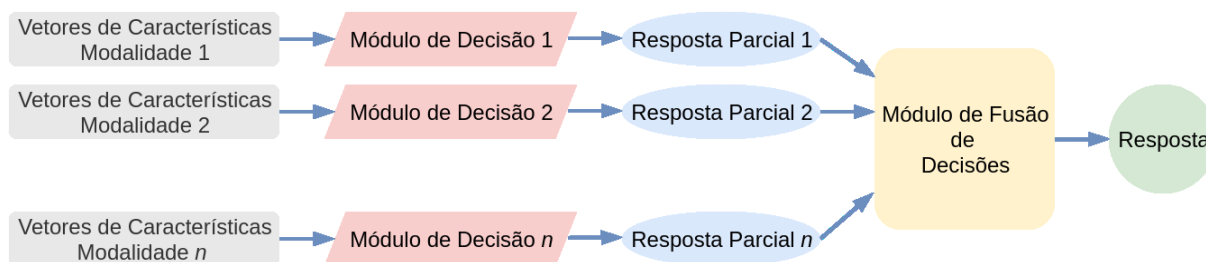 Vetores de Características
Modalidade 1
Módulo de Decisão 1
Resposta Parcial 1
Vetores de Características
Modalidade 2
Módulo de Decisão 2
Resposta Parcial 2
Vetores de Características
Modalidade n
Módulo de Decisão n
Resposta Parcial n
Módulo de Fusão
de
Decisões
Resposta